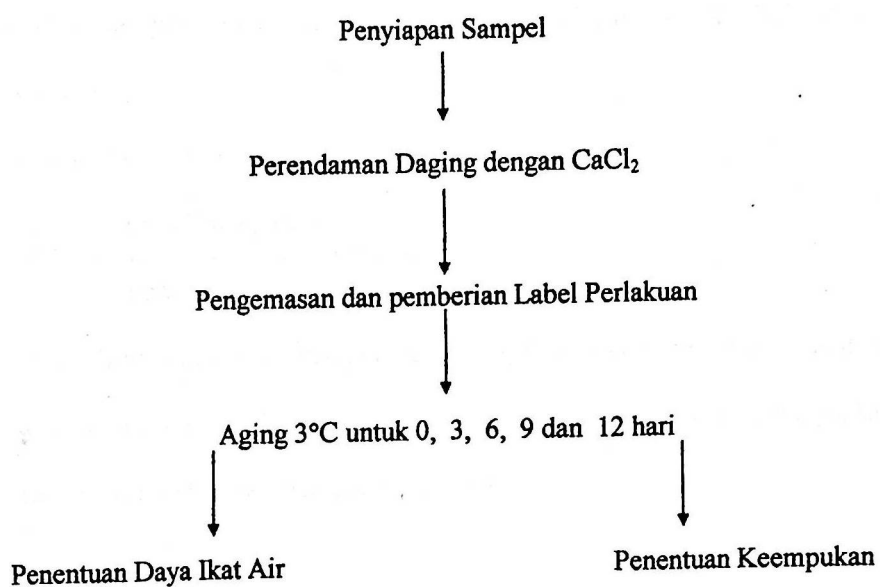 Penyiapan Sampel
Perendaman Daging dengan CaCl₂
Pengemasan dan pemberian Label Perlakuan
Aging 3°C untuk 0, 3, 6, 9 dan 12 hari
Penentuan Daya Ikat Air
Penentuan Keempukan